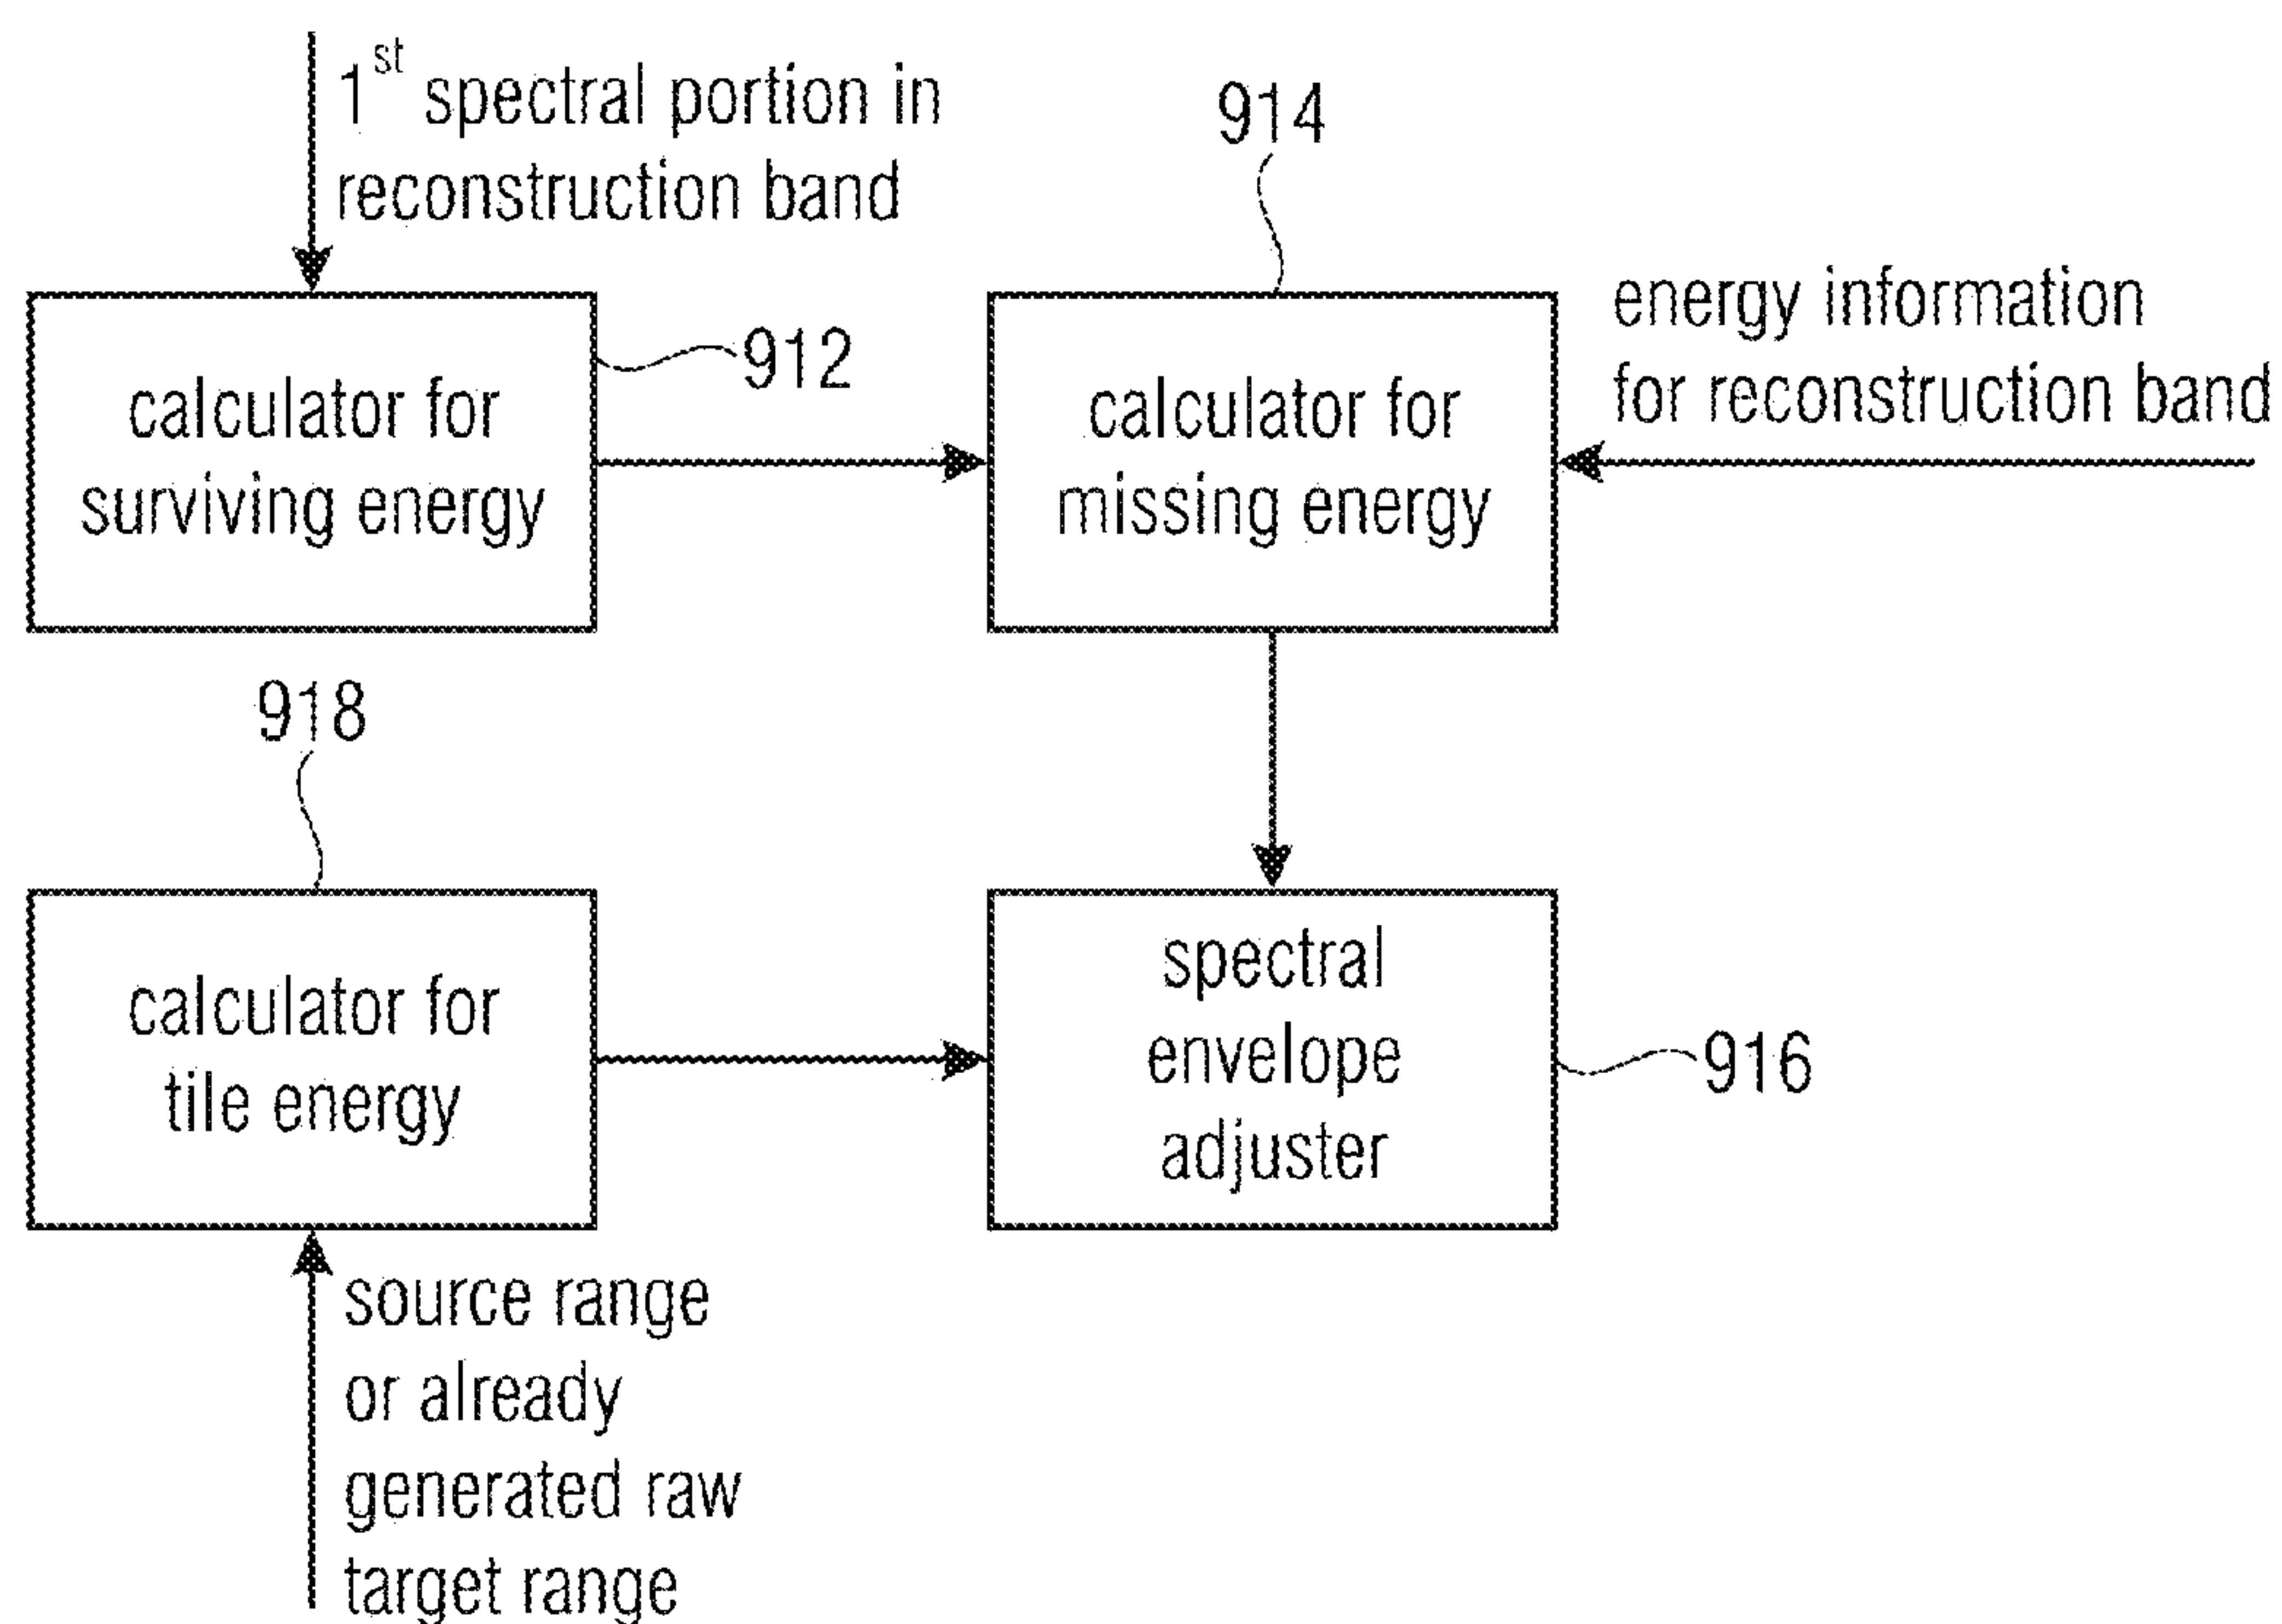 1st spectral portion in
reconstruction band
914
energy information
for reconstruction band
912
calculator for
surviving energy
calculator for
missing energy
918
calculator for
tile energy
spectral
envelope
adjuster
916
source range
or already
generated raw
target range